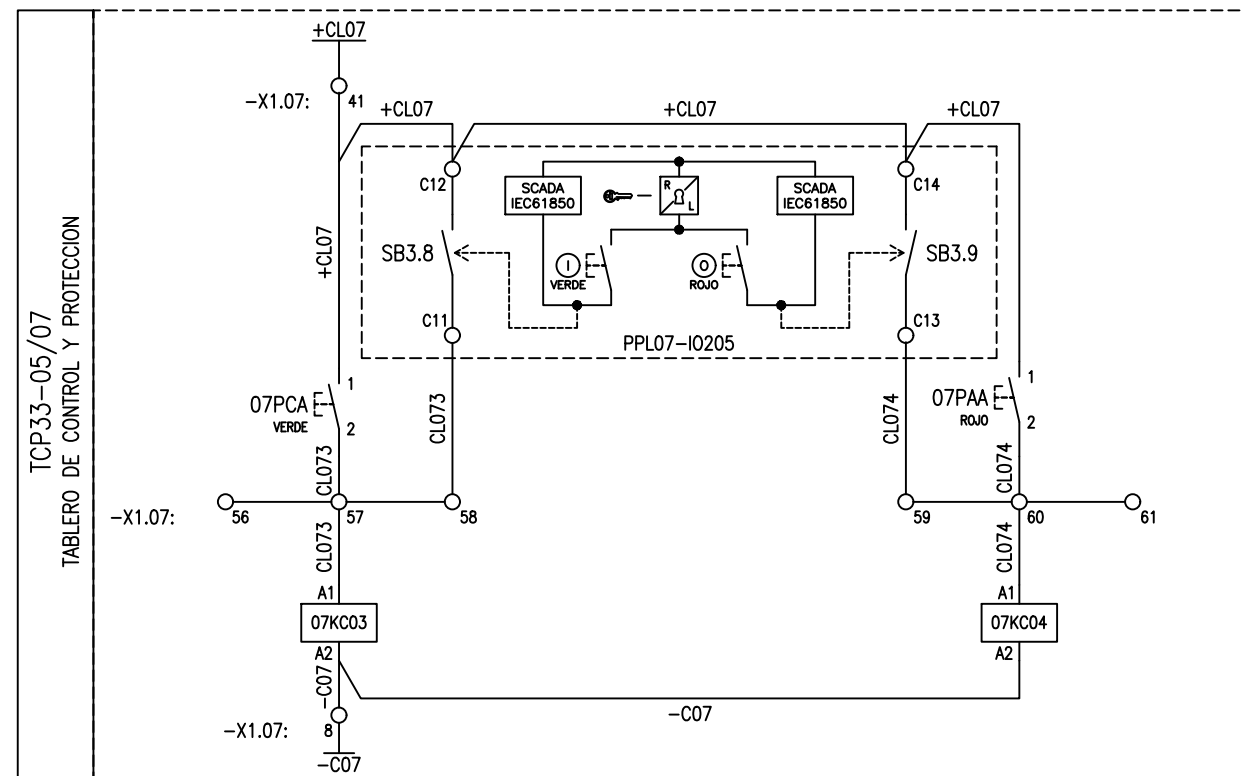 TCP33-05/07
TABLERO DE CONTROL Y PROTECCION
+CL07
-X1.07:
41
+CL07
+CL07
+CL07
C12
SCADA
IEC61850
R
L
SCADA
IEC61850
C14
+CL07
SB3.8
I
VERDE
O
ROJO
SB3.9
C11
C13
PPL07-IO205
07PCA
VERDE
1
2
CL073
CL074
07PAA
ROJO
1
2
CL073
CL074
-X1.07:
56
57
58
59
60
61
CL073
CL074
A1
07KC03
A2
A1
07KC04
A2
-C07
-C07
-X1.07:
8
-C07